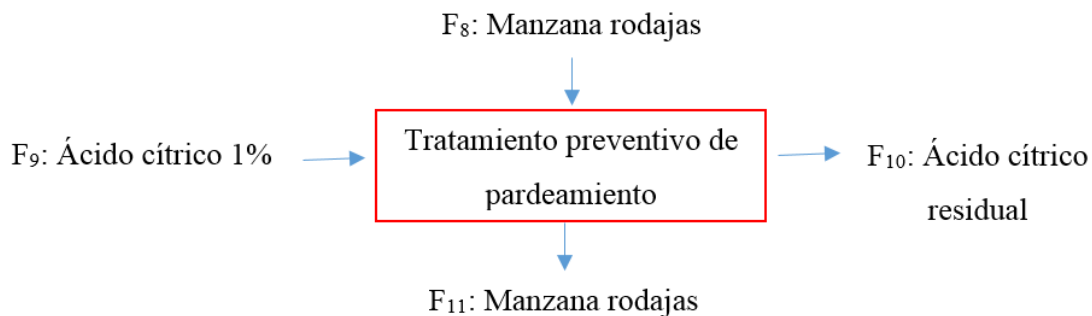 F₈: Manzana rodajas
F₉: Ácido cítrico 1%
Tratamiento preventivo de
pardeamiento
F₁₀: Ácido cítrico
residual
F₁₁: Manzana rodajas